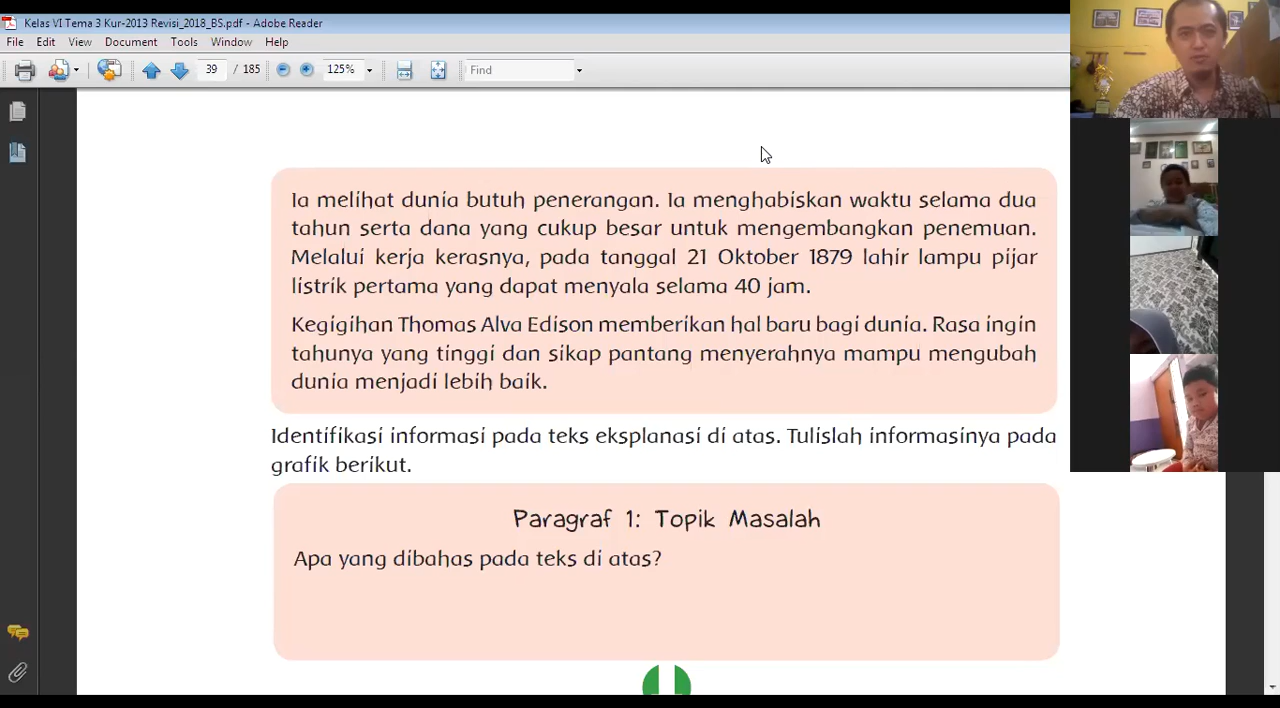 Kelas VI Tema 3 Kur-2013 Revisi_2018_BS.pdf - Adobe Reader
File Edit View Document Tools Window Help
39 / 185 125% Find
Ia melihat dunia butuh penerangan. Ia menghabiskan waktu selama dua
tahun serta dana yang cukup besar untuk mengembangkan penemuan.
Melalui kerja kerasnya, pada tanggal 21 Oktober 1879 lahir lampu pijar
listrik pertama yang dapat menyala selama 40 jam.
Kegigihan Thomas Alva Edison memberikan hal baru bagi dunia. Rasa ingin
tahunya yang tinggi dan sikap pantang menyerahnya mampu mengubah
dunia menjadi lebih baik.
Identifikasi informasi pada teks eksplanasi di atas. Tulislah informasinya pada
grafik berikut.
Paragraf 1: Topik Masalah
Apa yang dibahas pada teks di atas?